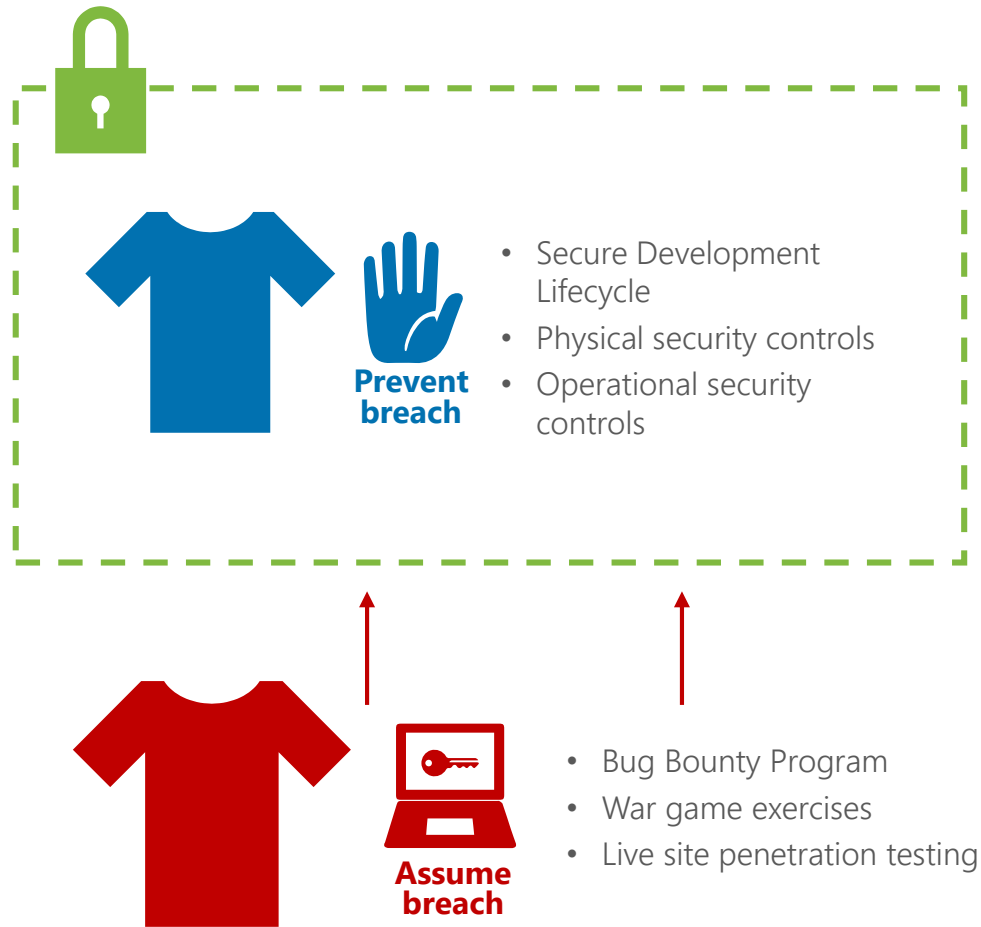 • Secure Development
Lifecycle
• Physical security controls
• Operational security
controls
Prevent
breach
• Bug Bounty Program
• War game exercises
• Live site penetration testing
Assume
breach